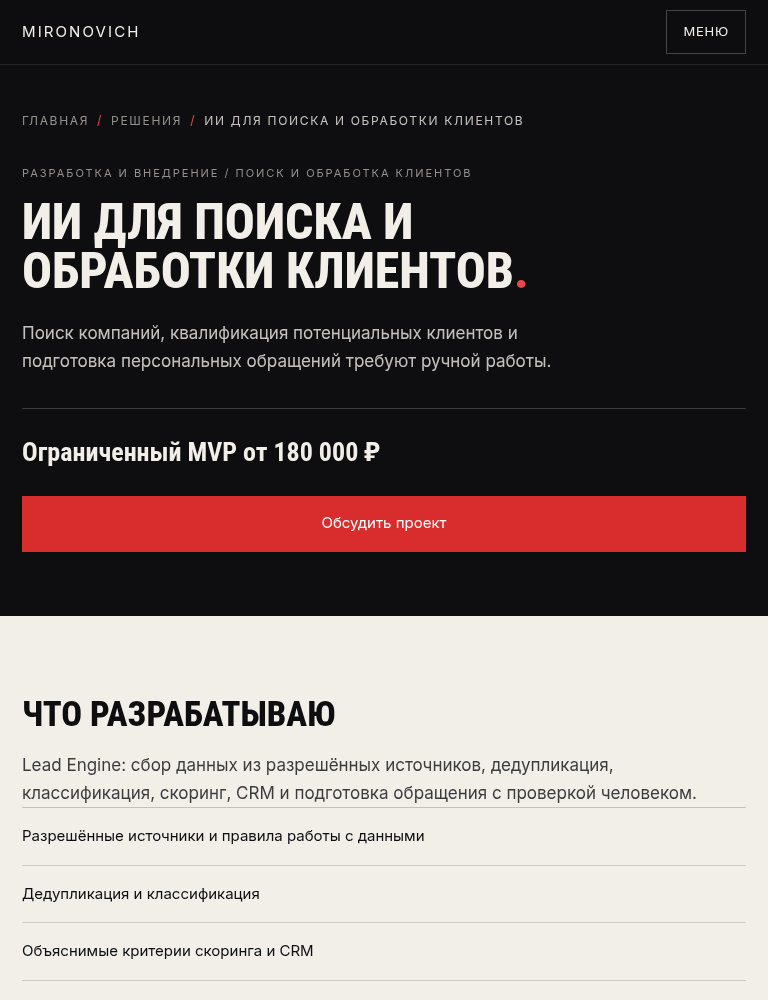 MIRONOVICH
МЕНЮ
ГЛАВНАЯ / РЕШЕНИЯ / ИИ ДЛЯ ПОИСКА И ОБРАБОТКИ КЛИЕНТОВ
РАЗРАБОТКА И ВНЕДРЕНИЕ / ПОИСК И ОБРАБОТКА КЛИЕНТОВ
ИИ ДЛЯ ПОИСКА И
ОБРАБОТКИ КЛИЕНТОВ.
Поиск компаний, квалификация потенциальных клиентов и
подготовка персональных обращений требуют ручной работы.
Ограниченный MVP от 180 000 ₽
Обсудить проект
ЧТО РАЗРАБАТЫВАЮ
Lead Engine: сбор данных из разрешённых источников, дедупликация,
классификация, скоринг, CRM и подготовка обращения с проверкой человеком.
Разрешённые источники и правила работы с данными
Дедупликация и классификация
Объяснимые критерии скоринга и CRM